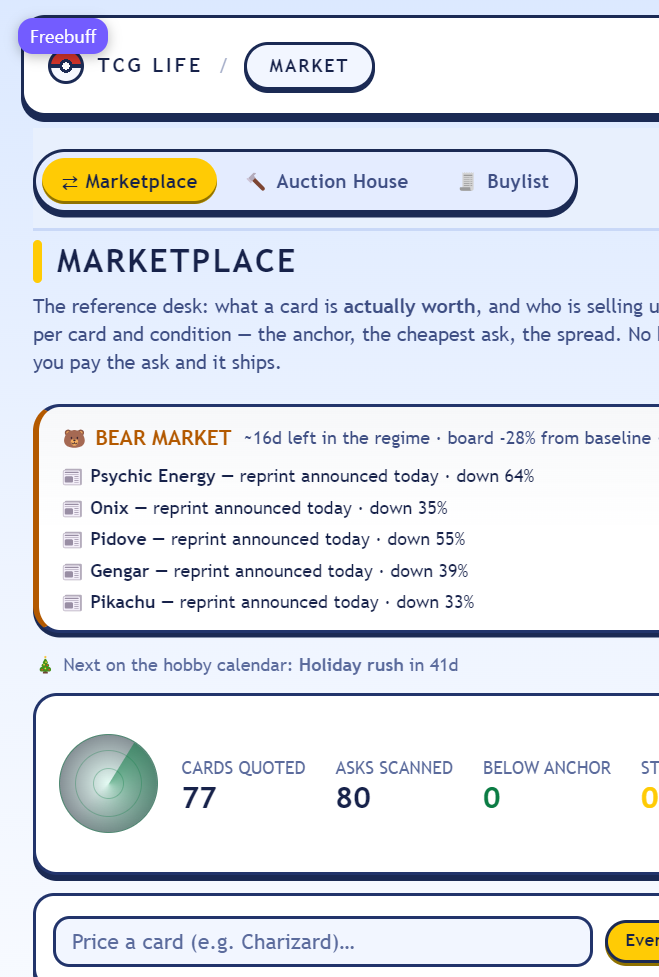 Freebuff
TCG LIFE / MARKET
⇄ Marketplace Auction House Buylist
MARKETPLACE
The reference desk: what a card is actually worth, and who is selling u
per card and condition — the anchor, the cheapest ask, the spread. No
you pay the ask and it ships.
BEAR MARKET ~16d left in the regime · board -28% from baseline
Psychic Energy — reprint announced today · down 64%
Onix — reprint announced today · down 35%
Pidove — reprint announced today · down 55%
Gengar — reprint announced today · down 39%
Pikachu — reprint announced today · down 33%
Next on the hobby calendar: Holiday rush in 41d
CARDS QUOTED ASKS SCANNED BELOW ANCHOR ST
77 80 0 0
Price a card (e.g. Charizard)… Ever